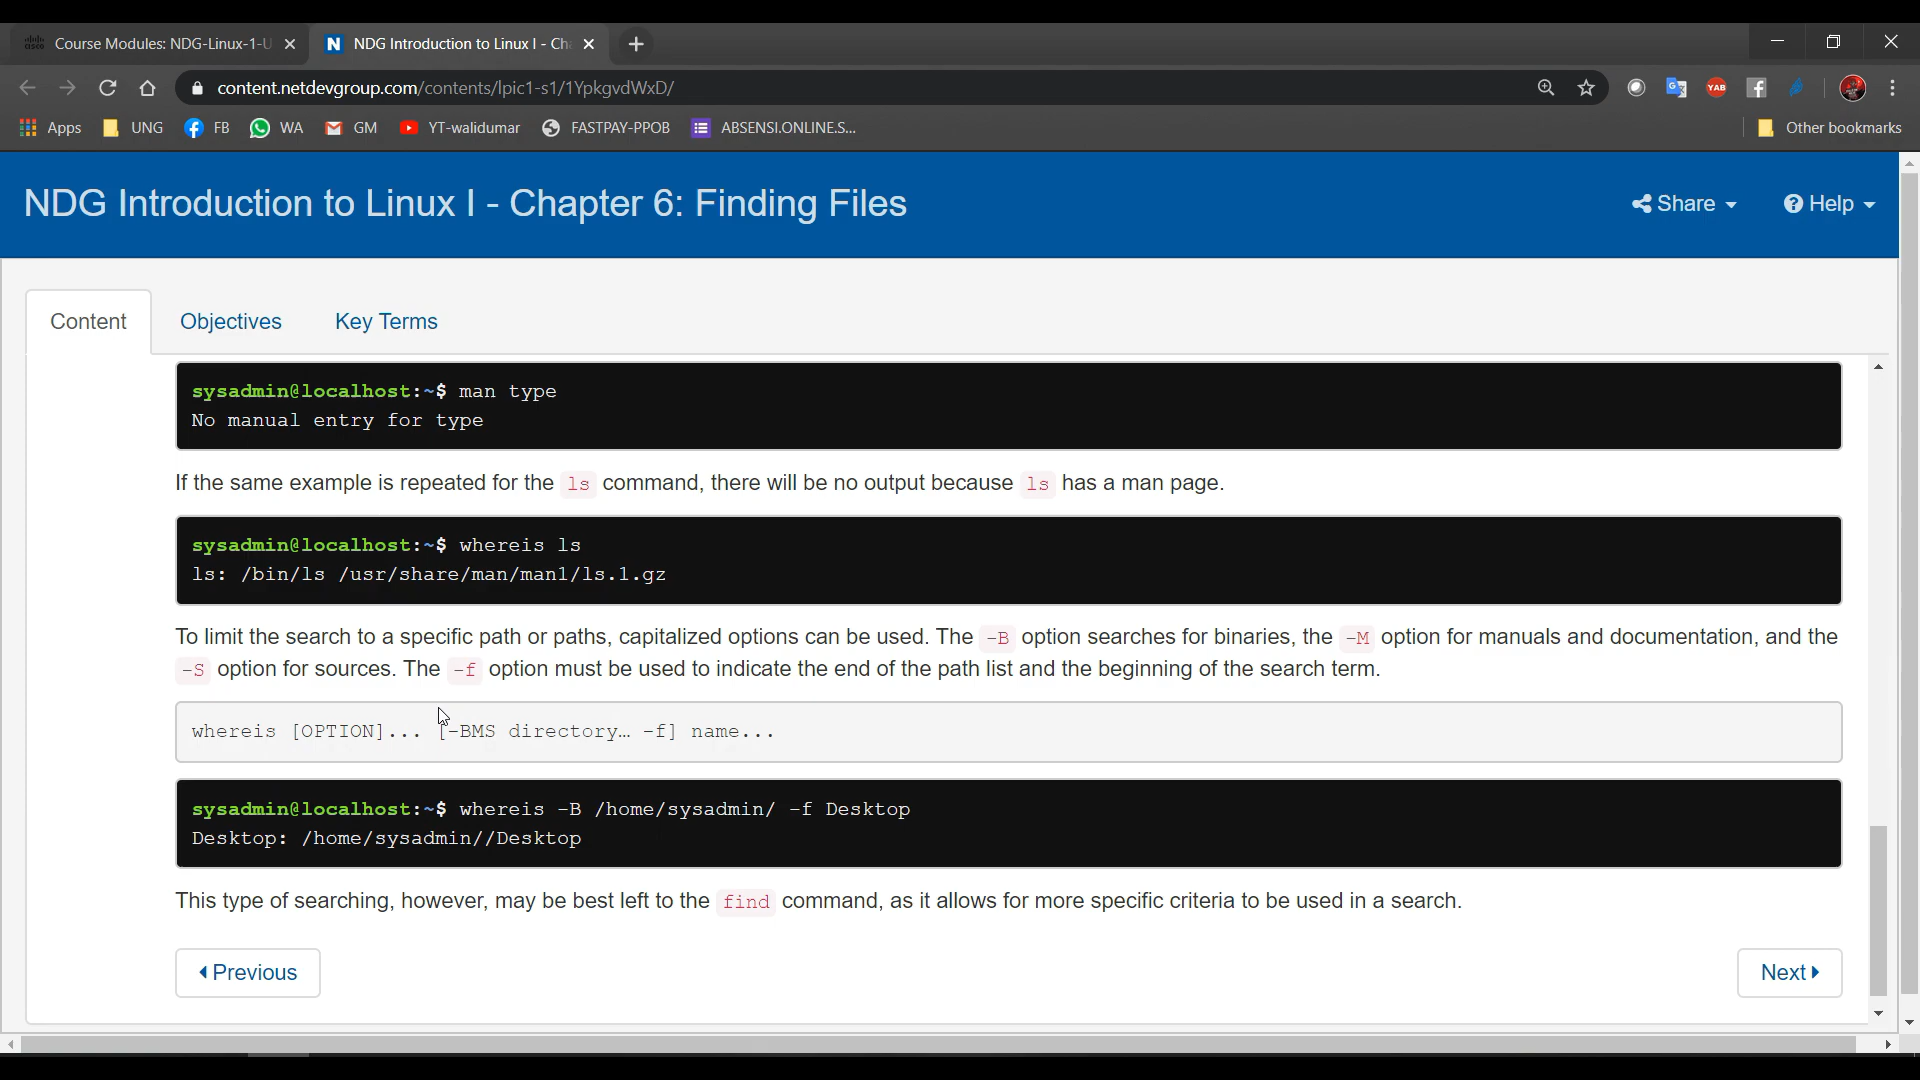 Course Modules: NDG-Linux-1-U
NDG Introduction to Linux I - Ch
content.netdevgroup.com/contents/lpic1-s1/1YpkgvdWxD/
YAB
Apps UNG FB WA GM YT-walidumar FASTPAY-PPOB ABSENSI.ONLINE.S... Other bookmarks
NDG Introduction to Linux I - Chapter 6: Finding Files
Share Help
Content Objectives Key Terms
sysadmin@localhost:~$ man type
No manual entry for type
If the same example is repeated for the ls command, there will be no output because ls has a man page.
sysadmin@localhost:~$ whereis ls
ls: /bin/ls /usr/share/man/man1/ls.1.gz
To limit the search to a specific path or paths, capitalized options can be used. The -B option searches for binaries, the -M option for manuals and documentation, and the
-S option for sources. The -f option must be used to indicate the end of the path list and the beginning of the search term.
whereis [OPTION]... [-BMS directory… -f] name...
sysadmin@localhost:~$ whereis -B /home/sysadmin/ -f Desktop
Desktop: /home/sysadmin//Desktop
This type of searching, however, may be best left to the find command, as it allows for more specific criteria to be used in a search.
Previous Next